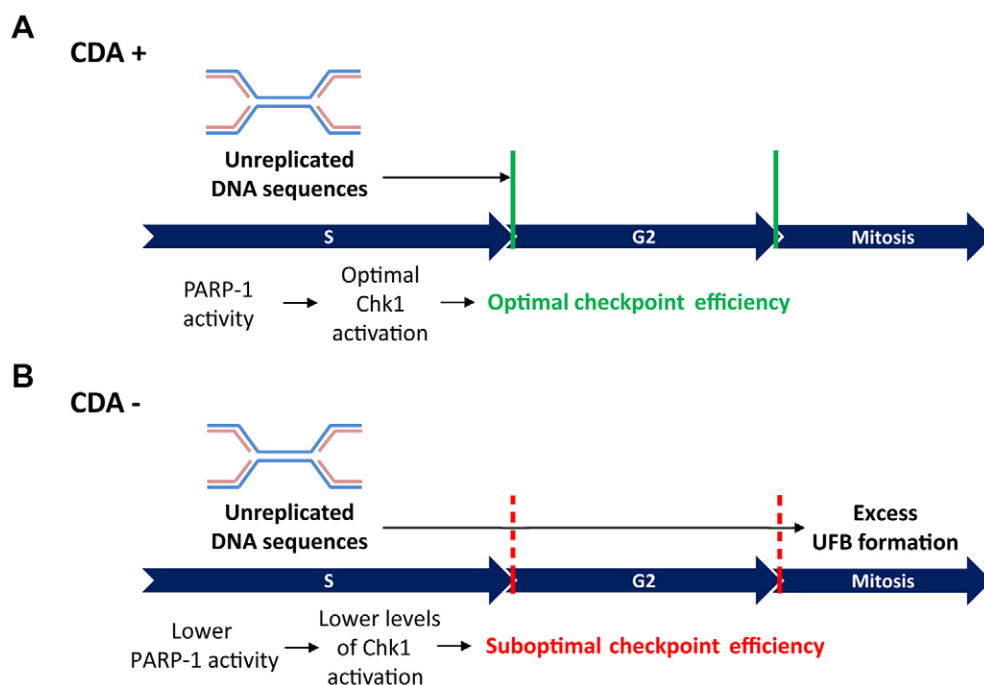 A
CDA +
Unreplicated
DNA sequences
S
G2
Mitosis
PARP-1
activity
Optimal
Chk1
activation
Optimal checkpoint efficiency
B
CDA -
Unreplicated
DNA sequences
Excess
UFB formation
S
G2
Mitosis
Lower
PARP-1 activity
Lower levels
of Chk1
activation
Suboptimal checkpoint efficiency